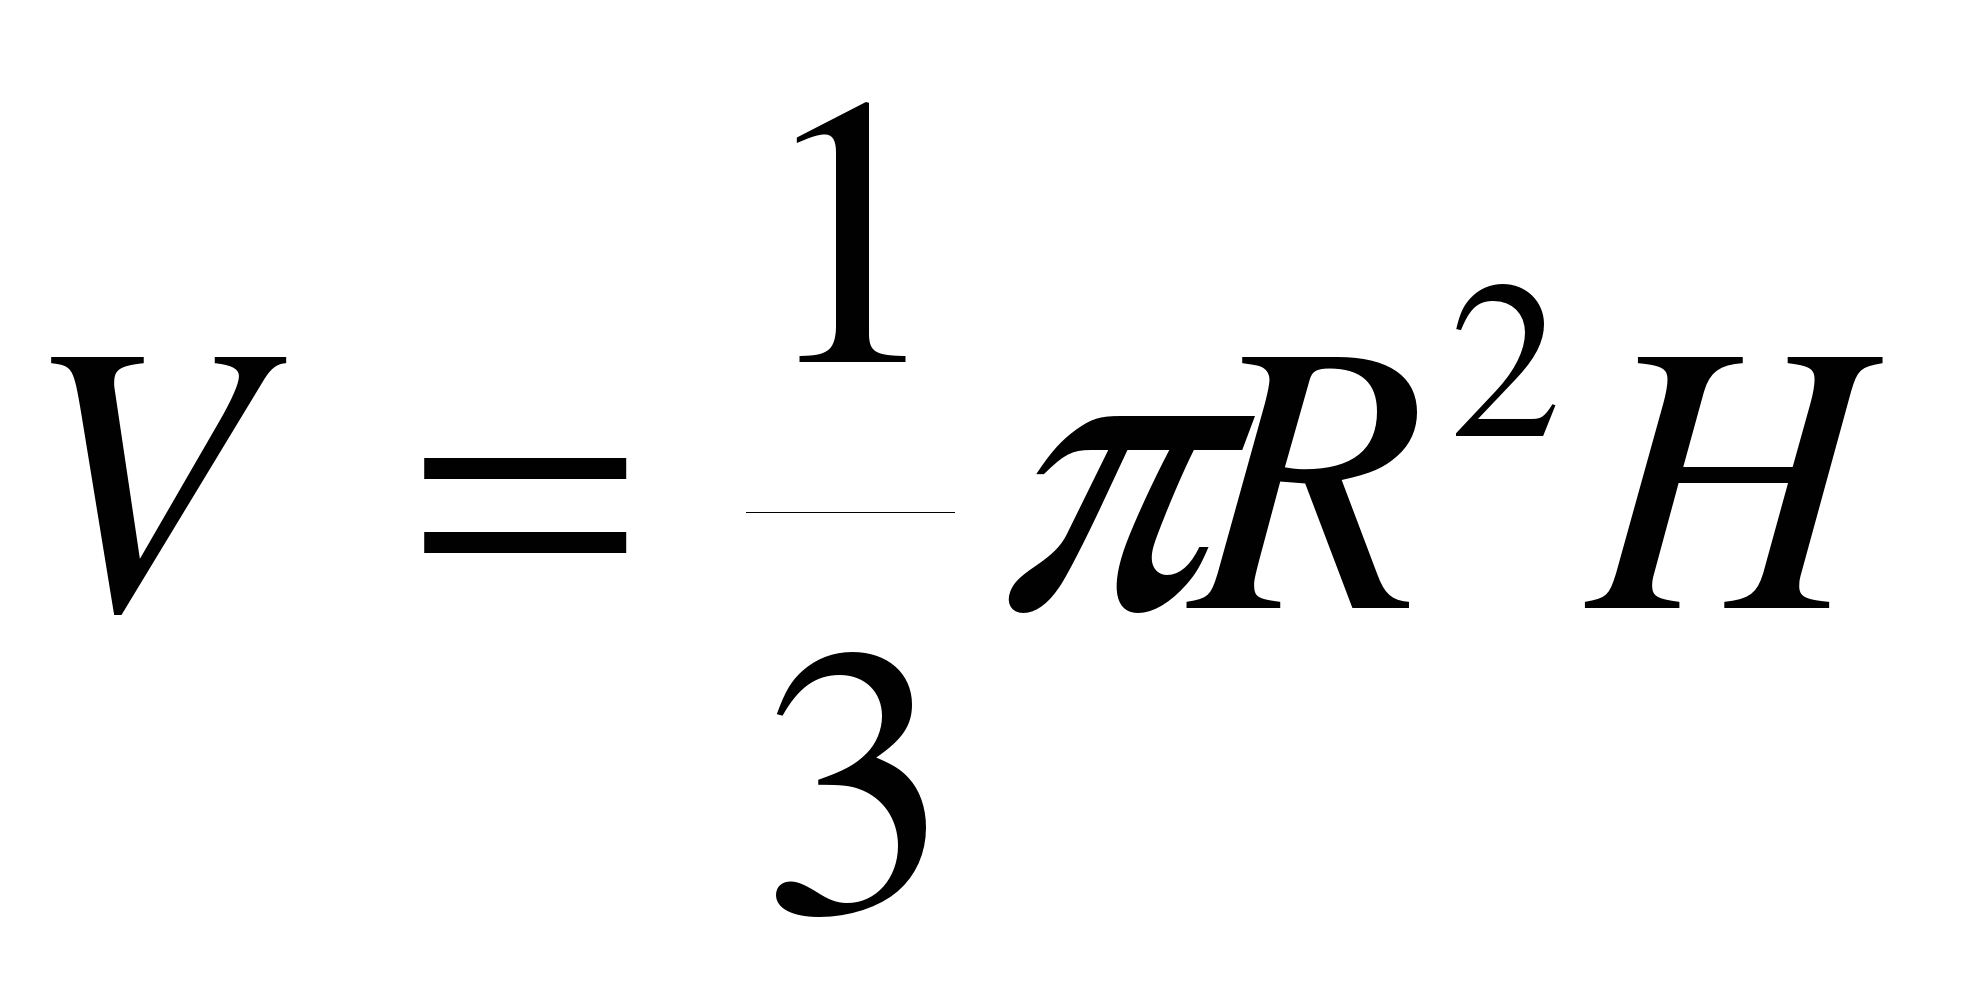 V = 1/3 πR²H